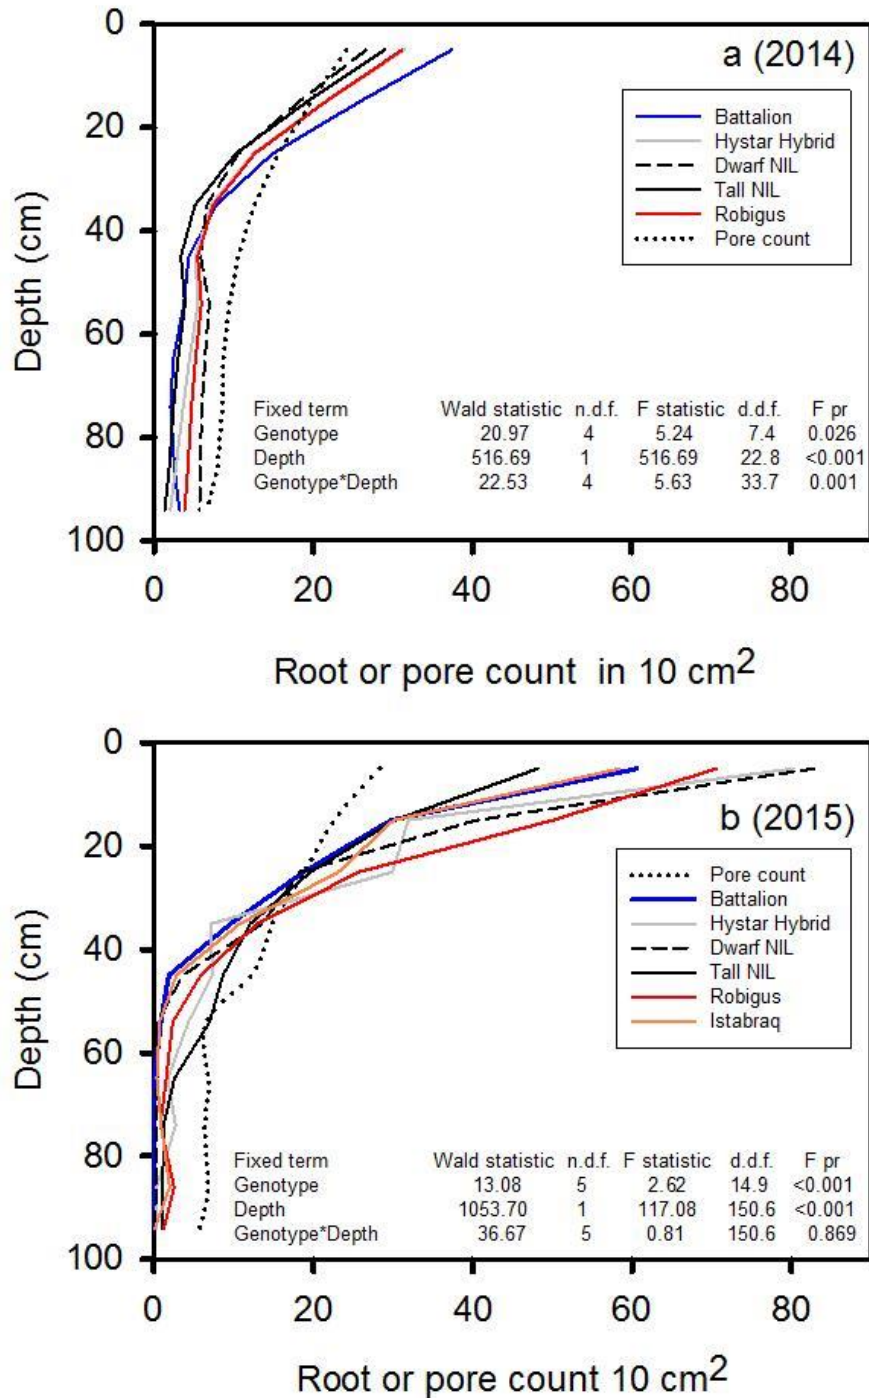 0
a (2014)
Battalion
Hystar Hybrid
Dwarf NIL
Tall NIL
Robigus
Pore count
20
40
60
80
100
Depth (cm)
Fixed term Wald statistic n.d.f. F statistic d.d.f. F pr
Genotype 20.97 4 5.24 7.4 0.026
Depth 516.69 1 516.69 22.8 <0.001
Genotype*Depth 22.53 4 5.63 33.7 0.001
0 20 40 60 80
Root or pore count in 10 cm²
0
b (2015)
Pore count
Battalion
Hystar Hybrid
Dwarf NIL
Tall NIL
Robigus
Istabraq
20
40
60
80
100
Depth (cm)
Fixed term Wald statistic n.d.f. F statistic d.d.f. F pr
Genotype 13.08 5 2.62 14.9 <0.001
Depth 1053.70 1 117.08 150.6 <0.001
Genotype*Depth 36.67 5 0.81 150.6 0.869
0 20 40 60 80
Root or pore count 10 cm²